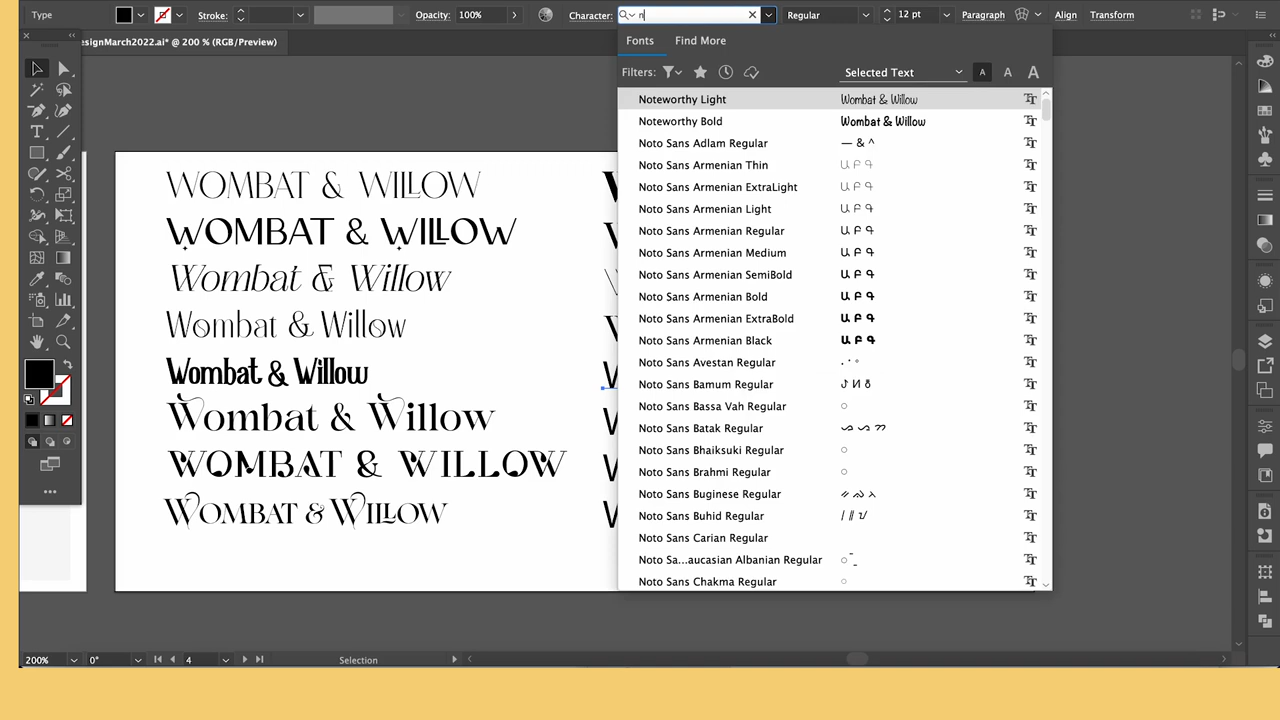 Type
Stroke:
Opacity: 100%
Character: n
Regular
12 pt
Paragraph
Align
Transform
esignMarch2022.ai* @ 200 % (RGB/Preview)
Fonts
Find More
Filters:
Selected Text
A A A
Noteworthy Light Wombat & Willow
Noteworthy Bold Wombat & Willow
Noto Sans Adlam Regular — & ^
Noto Sans Armenian Thin Ա Բ Գ
Noto Sans Armenian ExtraLight Ա Բ Գ
Noto Sans Armenian Light Ա Բ Գ
Noto Sans Armenian Regular Ա Բ Գ
Noto Sans Armenian Medium Ա Բ Գ
Noto Sans Armenian SemiBold Ա Բ Գ
Noto Sans Armenian Bold Ա Բ Գ
Noto Sans Armenian ExtraBold Ա Բ Գ
Noto Sans Armenian Black Ա Բ Գ
Noto Sans Avestan Regular
Noto Sans Bamum Regular
Noto Sans Bassa Vah Regular
Noto Sans Batak Regular
Noto Sans Bhaiksuki Regular
Noto Sans Brahmi Regular
Noto Sans Buginese Regular
Noto Sans Buhid Regular
Noto Sans Carian Regular
Noto Sa...aucasian Albanian Regular
Noto Sans Chakma Regular
WOMBAT & WILLOW
WOMBAT & WILLOW
Wombat & Willow
Wombat & Willow
Wombat & Willow
Wombat & Willow
WOMBAT & WILLOW
WOMBAT & WILLOW
200%
0°
4
Selection